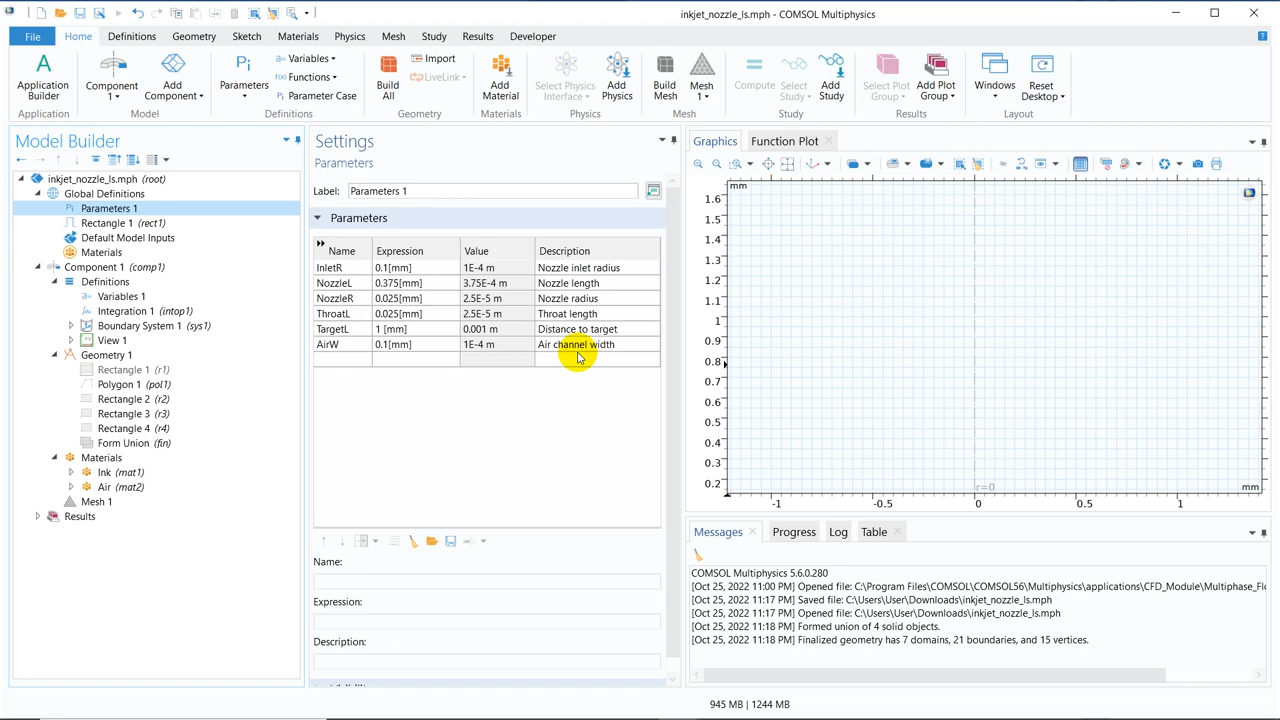 inkjet_nozzle_ls.mph - COMSOL Multiphysics
File Home Definitions Geometry Sketch Materials Physics Mesh Study Results Developer
Application Builder
Component 1
Add Component
Parameters
a= Variables
f(x) Functions
Pi Parameter Case
Build All
Import
LiveLink
Add Material
Select Physics Interface
Add Physics
Build Mesh
Mesh 1
Compute
Select Study
Add Study
Select Plot Group
Add Plot Group
Windows
Reset Desktop
Application Model Definitions Geometry Materials Physics Mesh Study Results Layout
Model Builder
inkjet_nozzle_ls.mph (root)
Global Definitions
Pi Parameters 1
Rectangle 1 (rect1)
Default Model Inputs
Materials
Component 1 (comp1)
Definitions
a= Variables 1
Integration 1 (intop1)
Boundary System 1 (sys1)
View 1
Geometry 1
Rectangle 1 (r1)
Polygon 1 (pol1)
Rectangle 2 (r2)
Rectangle 3 (r3)
Rectangle 4 (r4)
Form Union (fin)
Materials
Ink (mat1)
Air (mat2)
Mesh 1
Results
Settings
Parameters
Label: Parameters 1
Parameters
Name Expression Value Description
InletR 0.1[mm] 1E-4 m Nozzle inlet radius
NozzleL 0.375[mm] 3.75E-4 m Nozzle length
NozzleR 0.025[mm] 2.5E-5 m Nozzle radius
ThroatL 0.025[mm] 2.5E-5 m Throat length
TargetL 1 [mm] 0.001 m Distance to target
AirW 0.1[mm] 1E-4 m Air channel width
Name:
Expression:
Description:
Graphics Function Plot
mm
1.6
1.5
1.4
1.3
1.2
1.1
1
0.9
0.8
0.7
0.6
0.5
0.4
0.3
0.2
r=0
mm
-1 -0.5 0 0.5 1
Messages Progress Log Table
COMSOL Multiphysics 5.6.0.280
[Oct 25, 2022 11:00 PM] Opened file: C:\Program Files\COMSOL\COMSOL56\Multiphysics\applications\CFD_Module\Multiphase_Flo
[Oct 25, 2022 11:17 PM] Saved file: C:\Users\User\Downloads\inkjet_nozzle_ls.mph
[Oct 25, 2022 11:17 PM] Opened file: C:\Users\User\Downloads\inkjet_nozzle_ls.mph
[Oct 25, 2022 11:18 PM] Formed union of 4 solid objects.
[Oct 25, 2022 11:18 PM] Finalized geometry has 7 domains, 21 boundaries, and 15 vertices.
945 MB | 1244 MB